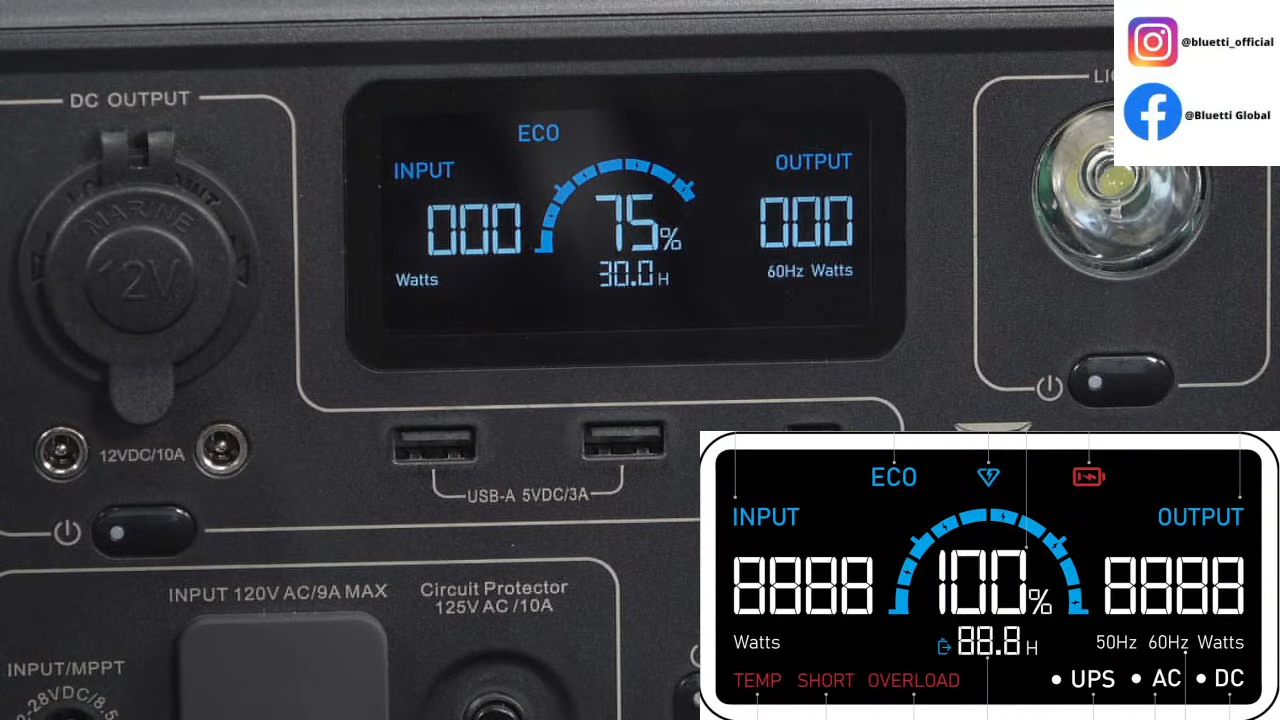 @bluetti_official
@Bluetti Global
DC OUTPUT
MARINE
12V
12VDC/10A
ECO
INPUT
OUTPUT
000
75%
000
Watts
30.0 H
60Hz Watts
USB-A 5VDC/3A
INPUT 120V AC/9A MAX
Circuit Protector
125V AC /10A
INPUT/MPPT
ECO
INPUT
OUTPUT
8888
100%
8888
Watts
88.8 H
50Hz 60Hz Watts
TEMP SHORT OVERLOAD
• UPS • AC • DC